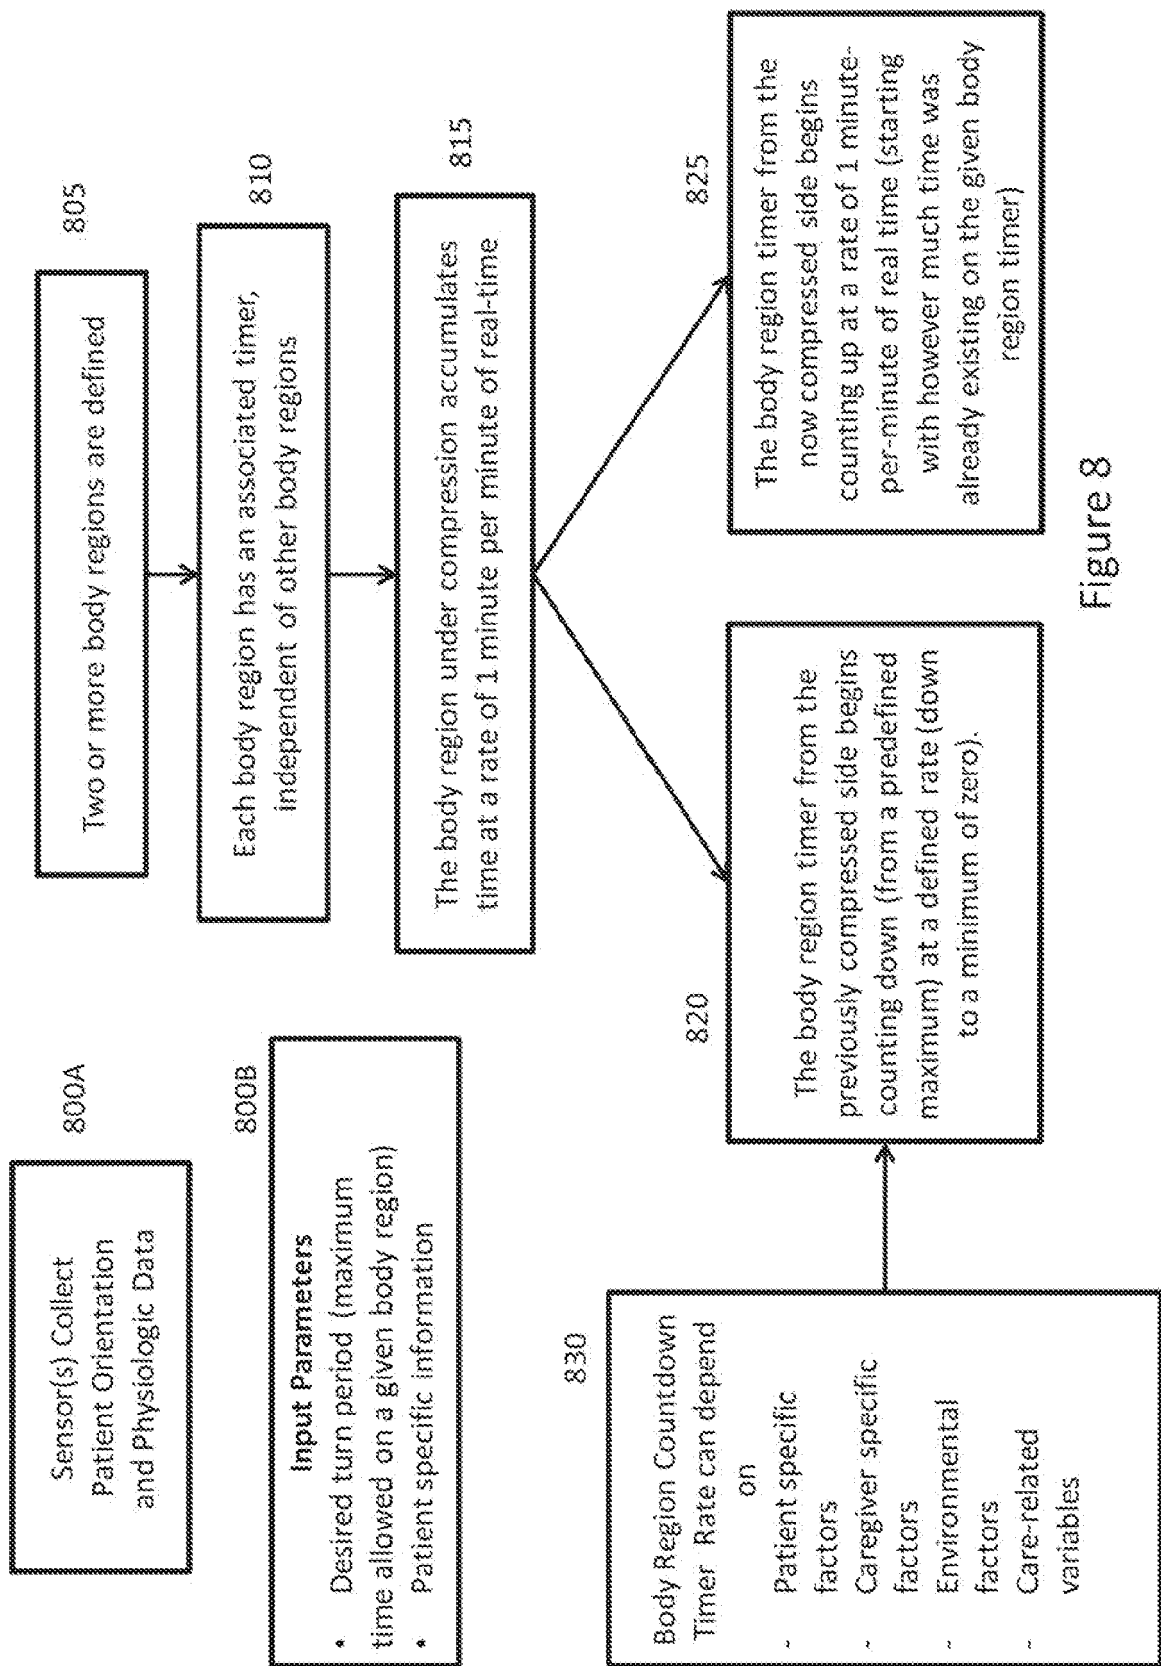 800A
Sensor(s) Collect
Patient Orientation
and Physiologic Data
800B
Input Parameters
• Desired turn period (maximum
time allowed on a given body region)
• Patient specific information
805
Two or more body regions are defined
810
Each body region has an associated timer,
independent of other body regions
815
The body region under compression accumulates
time at a rate of 1 minute per minute of real-time
830
Body Region Countdown
Timer Rate can depend
on
- Patient specific
factors
- Caregiver specific
factors
- Environmental
factors
- Care-related
variables
820
The body region timer from the
previously compressed side begins
counting down (from a predefined
maximum) at a defined rate (down
to a minimum of zero).
825
The body region timer from the
now compressed side begins
counting up at a rate of 1 minute-
per-minute of real time (starting
with however much time was
already existing on the given body
region timer)
Figure 8